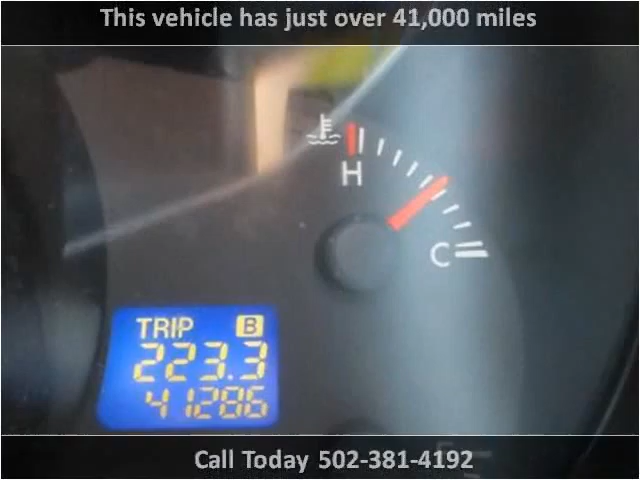 This vehicle has just over 41,000 miles
H
C
TRIP B
223.3
41286
Call Today 502-381-4192